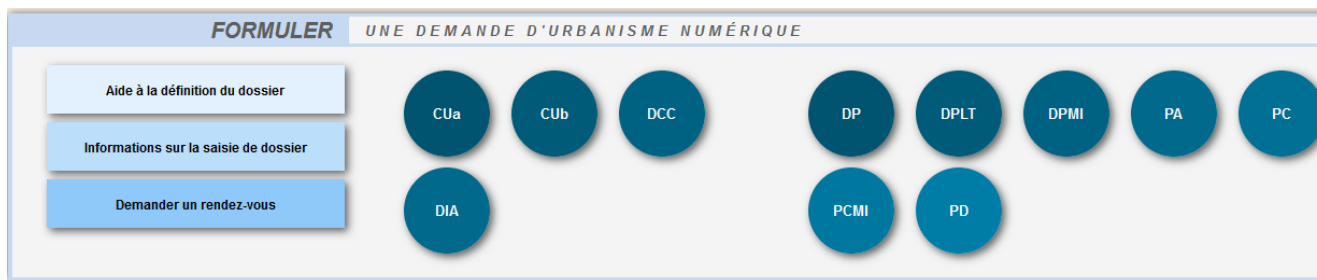 FORMULER UNE DEMANDE D'URBANISME NUMÉRIQUE
Aide à la définition du dossier
Informations sur la saisie de dossier
Demander un rendez-vous
CUa CUb DCC
DIA
DP DPLT DPMI PA PC
PCMI PD